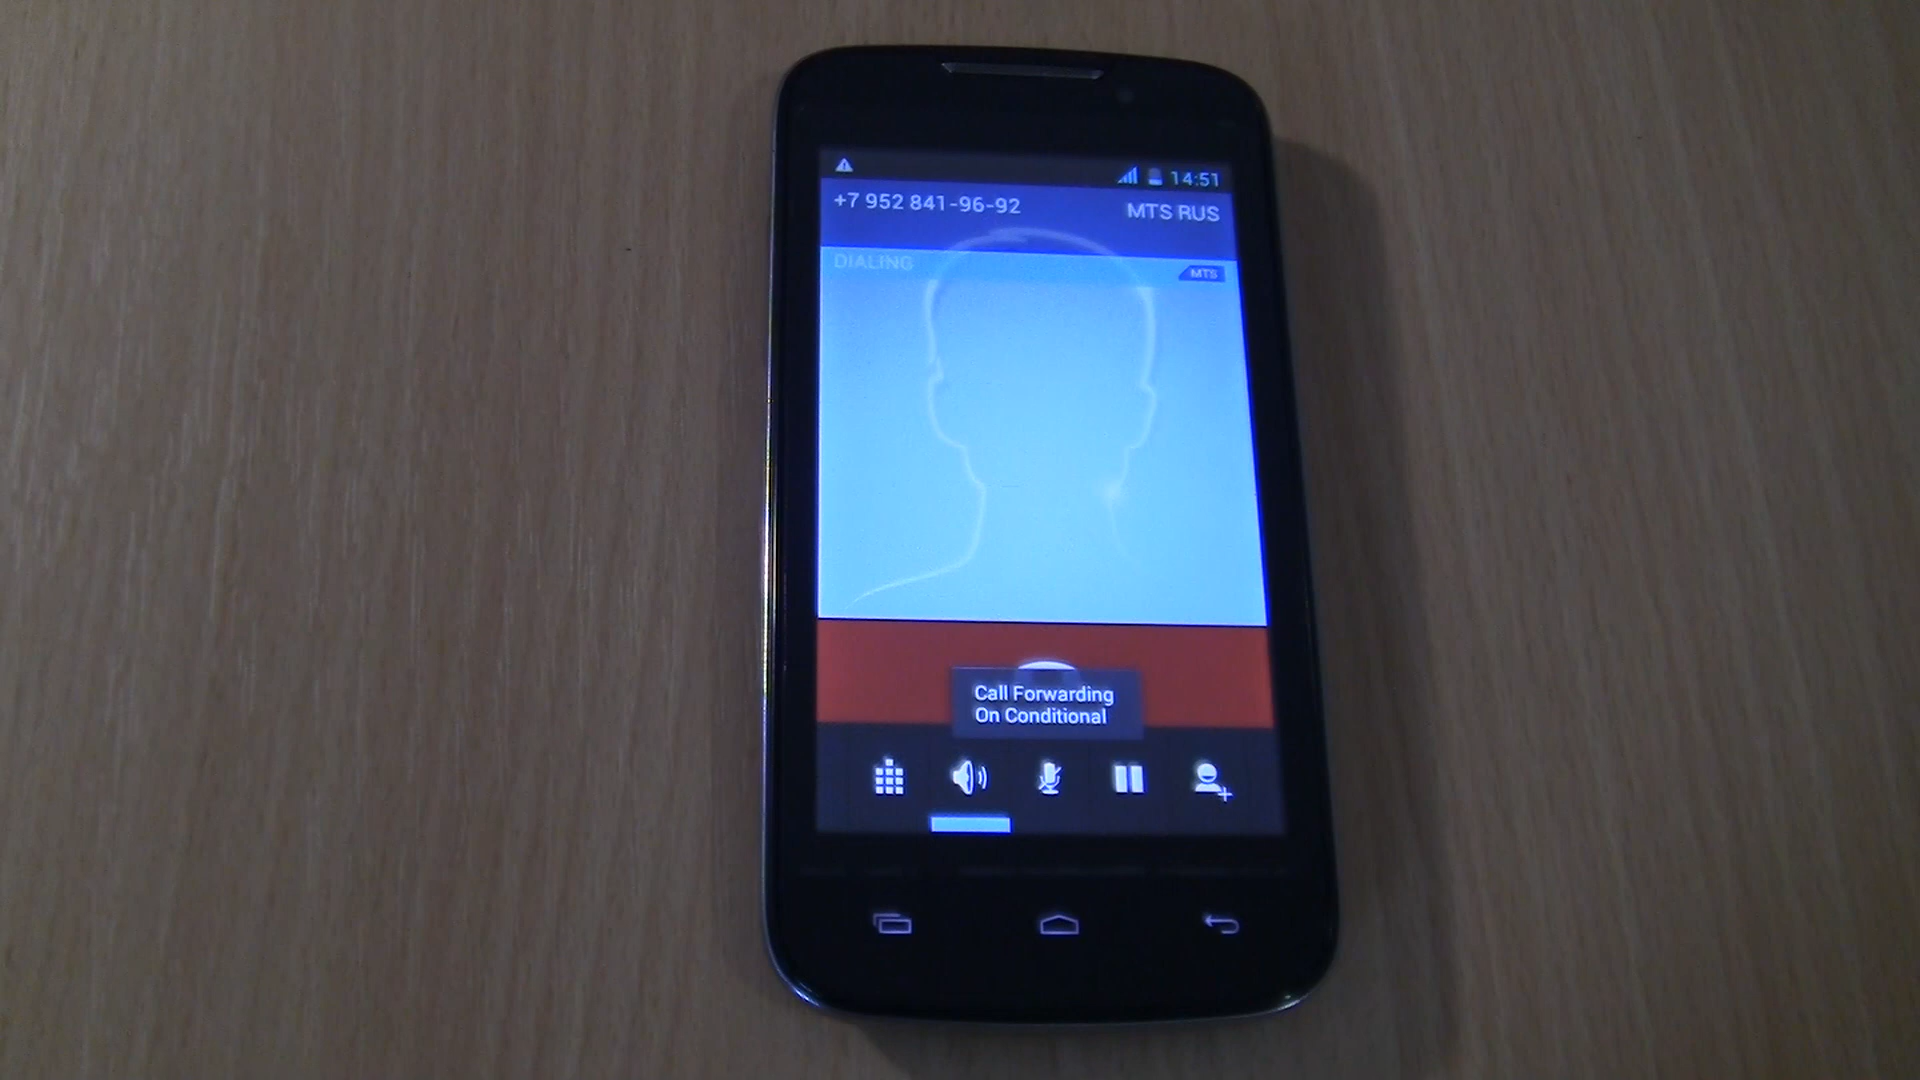 14:51
+7 952 841-96-92
MTS RUS
DIALING
MTS
Call Forwarding
On Conditional